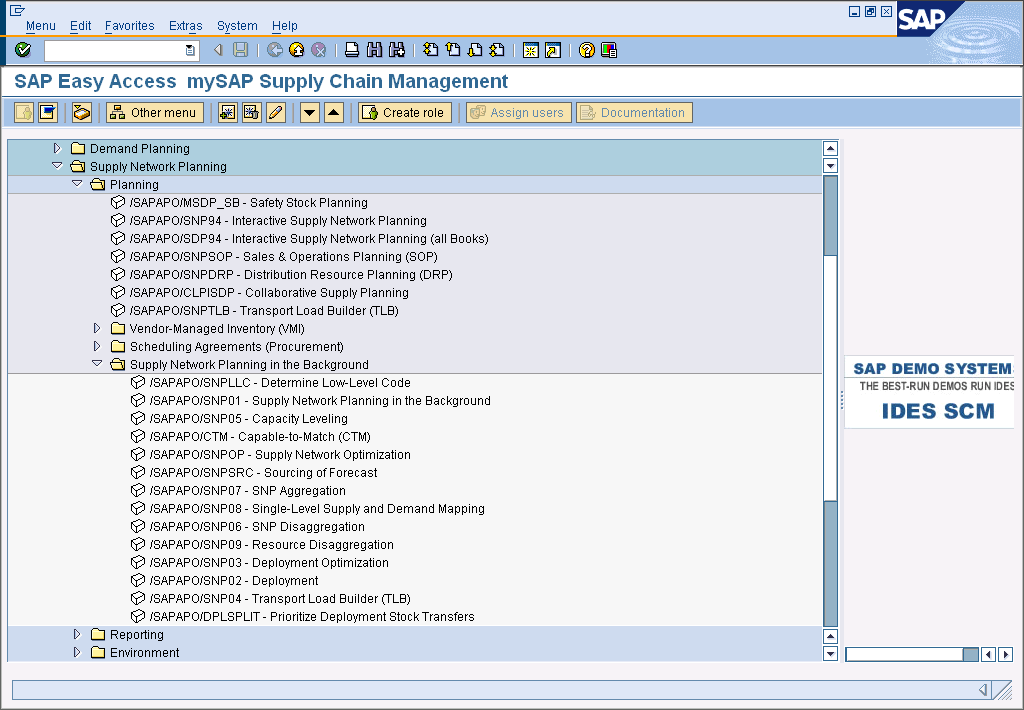 Menu Edit Favorites Extras System Help
SAP
SAP Easy Access mySAP Supply Chain Management
Other menu Create role Assign users Documentation
Demand Planning
Supply Network Planning
Planning
/SAPAPO/MSDP_SB - Safety Stock Planning
/SAPAPO/SNP94 - Interactive Supply Network Planning
/SAPAPO/SDP94 - Interactive Supply Network Planning (all Books)
/SAPAPO/SNPSOP - Sales & Operations Planning (SOP)
/SAPAPO/SNPDRP - Distribution Resource Planning (DRP)
/SAPAPO/CLPISDP - Collaborative Supply Planning
/SAPAPO/SNPTLB - Transport Load Builder (TLB)
Vendor-Managed Inventory (VMI)
Scheduling Agreements (Procurement)
Supply Network Planning in the Background
/SAPAPO/SNPLLC - Determine Low-Level Code
/SAPAPO/SNP01 - Supply Network Planning in the Background
/SAPAPO/SNP05 - Capacity Leveling
/SAPAPO/CTM - Capable-to-Match (CTM)
/SAPAPO/SNPOP - Supply Network Optimization
/SAPAPO/SNPSRC - Sourcing of Forecast
/SAPAPO/SNP07 - SNP Aggregation
/SAPAPO/SNP08 - Single-Level Supply and Demand Mapping
/SAPAPO/SNP06 - SNP Disaggregation
/SAPAPO/SNP09 - Resource Disaggregation
/SAPAPO/SNP03 - Deployment Optimization
/SAPAPO/SNP02 - Deployment
/SAPAPO/SNP04 - Transport Load Builder (TLB)
/SAPAPO/DPLSPLIT - Prioritize Deployment Stock Transfers
Reporting
Environment
SAP DEMO SYSTEM
THE BEST-RUN DEMOS RUN IDES
IDES SCM